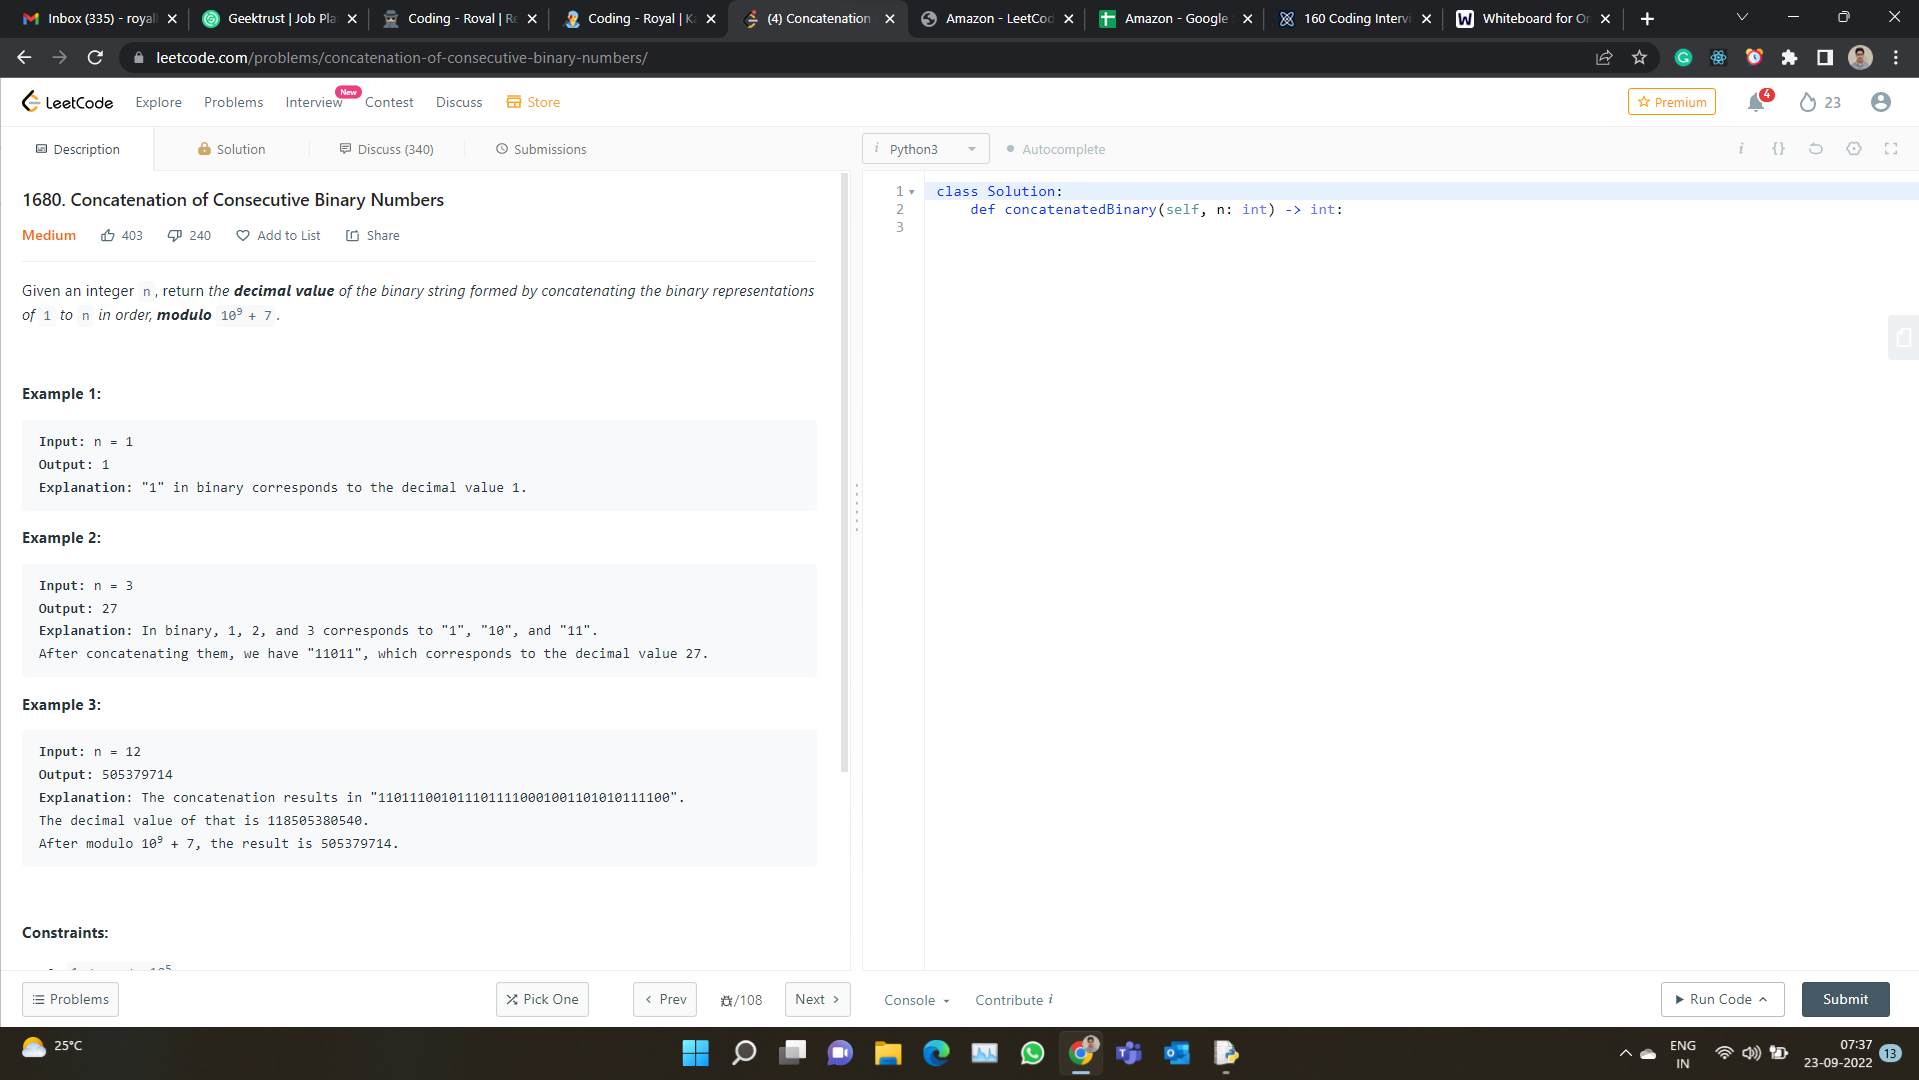 Inbox (335) - royall
Geektrust | Job Pla
Coding - Royal | Re
Coding - Royal | Ka
(4) Concatenation
Amazon - LeetCod
Amazon - Google
160 Coding Intervi
Whiteboard for On
leetcode.com/problems/concatenation-of-consecutive-binary-numbers/
LeetCode
Explore
Problems
Interview
New
Contest
Discuss
Store
Premium
4
23
Description
Solution
Discuss (340)
Submissions
i Python3
Autocomplete
i {}
1680. Concatenation of Consecutive Binary Numbers
Medium
403
240
Add to List
Share
Given an integer n, return the decimal value of the binary string formed by concatenating the binary representations
of 1 to n in order, modulo 10⁹ + 7.
Example 1:
Input: n = 1
Output: 1
Explanation: "1" in binary corresponds to the decimal value 1.
Example 2:
Input: n = 3
Output: 27
Explanation: In binary, 1, 2, and 3 corresponds to "1", "10", and "11".
After concatenating them, we have "11011", which corresponds to the decimal value 27.
Example 3:
Input: n = 12
Output: 505379714
Explanation: The concatenation results in "1101110010111011110001001101010111100".
The decimal value of that is 118505380540.
After modulo 10⁹ + 7, the result is 505379714.
Constraints:
1 class Solution:
2 def concatenatedBinary(self, n: int) -> int:
3
Problems
Pick One
Prev
/108
Next
Console
Contribute i
Run Code
Submit
25°C
ENG
IN
07:37
23-09-2022
13